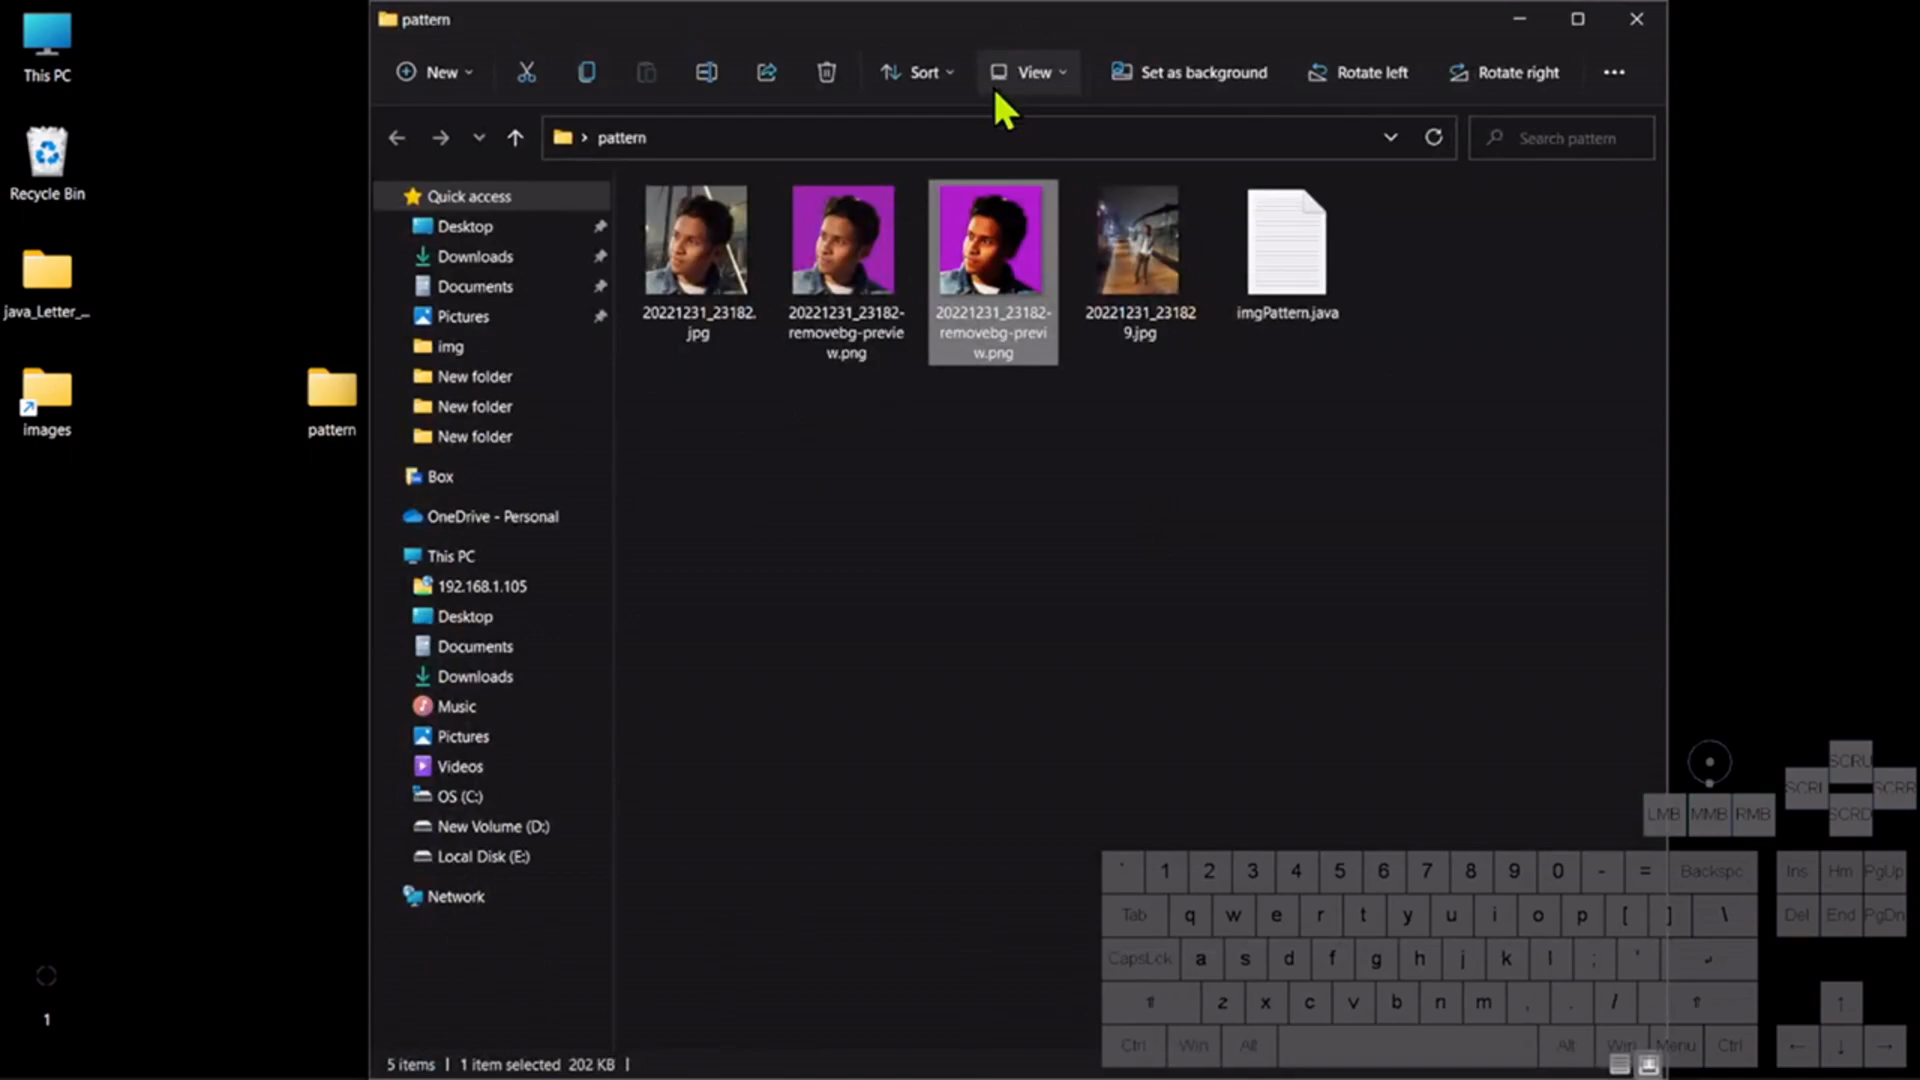 pattern
This PC
New
Sort
View
Set as background
Rotate left
Rotate right
pattern
Search pattern
Recycle Bin
java_Letter_...
images
pattern
Quick access
Desktop
Downloads
Documents
Pictures
img
New folder
New folder
New folder
Box
OneDrive - Personal
This PC
192.168.1.105
Desktop
Documents
Downloads
Music
Pictures
Videos
OS (C:)
New Volume (D:)
Local Disk (E:)
Network
20221231_23182.
jpg
20221231_23182-
removebg-previe
w.png
20221231_23182-
removebg-previ
w.png
20221231_23182
9.jpg
imgPattern.java
1
5 items
1 item selected 202 KB
SCRU
SCRL SCRR
LMB MMB RMB SCRD
` 1 2 3 4 5 6 7 8 9 0 - = Backspc Ins Hm PgUp
Tab q w e r t y u i o p [ ] \ Del End PgDn
CapsLck a s d f g h j k l ; ' ↵
⇧ z x c v b n m , . / ⇧ ↑
Ctrl Win Alt Alt Win Menu Ctrl ← ↓ →